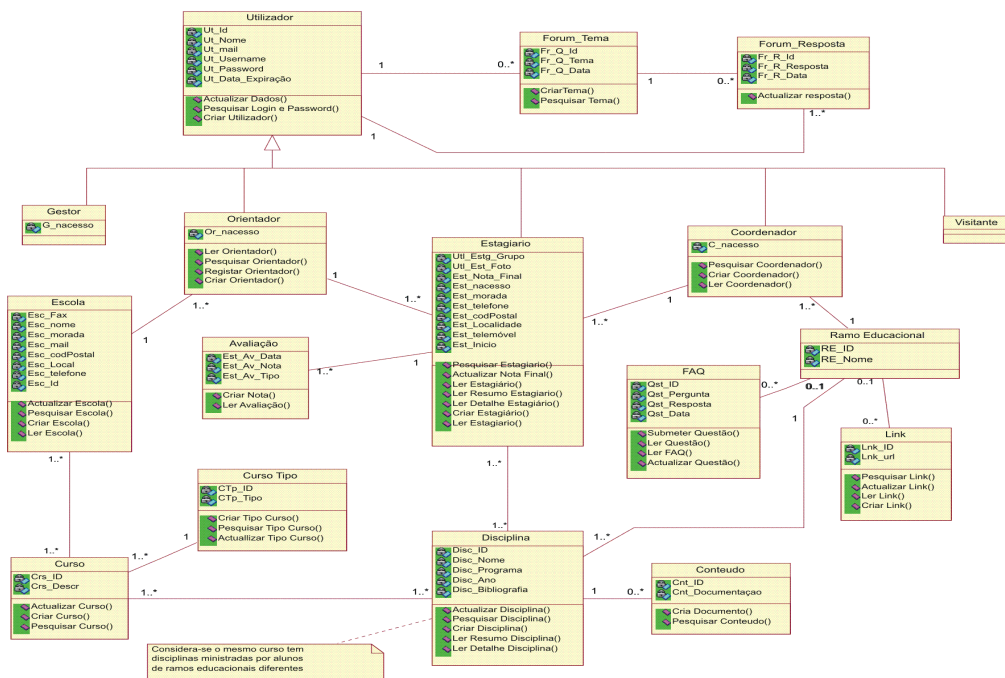 Utilizador
Ut_Id
Ut_Nome
Ut_mail
Ut_Username
Ut_Password
Ut_Data_Expiração
Actualizar Dados()
Pesquisar Login e Password()
Criar Utilizador()
Forum_Tema
Fr_Q_Id
Fr_Q_Tema
Fr_Q_Data
CriarTema()
Pesquisar Tema()
Forum_Resposta
Fr_R_Id
Fr_R_Resposta
Fr_R_Data
Actualizar resposta()
1
0..*
1
0..*
1
1..*
Gestor
G_nacesso
Orientador
Or_nacesso
Ler Orientador()
Pesquisar Orientador()
Registar Orientador()
Criar Orientador()
Estagiario
Utl_Estg_Grupo
Utl_Est_Foto
Est_Nota_Final
Est_nacesso
Est_morada
Est_telefone
Est_codPostal
Est_Localidade
Est_telemóvel
Est_Inicio
Pesquisar Estagiario()
Actualizar Nota Final()
Ler Resumo Estagiario()
Ler Estagiário()
Ler Detalhe Estagiário()
Criar Estagiário()
Ler Estagiario()
Coordenador
C_nacesso
Pesquisar Coordenador()
Criar Coordenador()
Ler Coordenador()
Visitante
1
1..*
1..*
1
1..*
1
1..*
1
Escola
Esc_Fax
Esc_nome
Esc_morada
Esc_mail
Esc_codPostal
Esc_Local
Esc_telefone
Esc_Id
Actualizar Escola()
Pesquisar Escola()
Criar Escola()
Ler Escola()
Avaliação
Est_Av_Data
Est_Av_Nota
Est_Av_Tipo
Criar Nota()
Ler Avaliação()
1..*
1
Ramo Educacional
RE_ID
RE_Nome
FAQ
Qst_ID
Qst_Pergunta
Qst_Resposta
Qst_Data
Submeter Questão()
Ler Questão()
Ler FAQ()
Actualizar Questão()
0..*
0..1
0..1
1
0..*
Link
Lnk_ID
Lnk_url
Pesquisar Link()
Actualizar Link()
Ler Link()
Criar Link()
1..*
1..*
Curso Tipo
CTp_ID
CTp_Tipo
Criar Tipo Curso()
Pesquisar Tipo Curso()
Actuallizar Tipo Curso()
1..*
1..*
1
1..*
Curso
Crs_ID
Crs_Descr
Actualizar Curso()
Criar Curso()
Pesquisar Curso()
1..*
1..*
Disciplina
Disc_ID
Disc_Nome
Disc_Programa
Disc_Ano
Disc_Bibliografia
Actualizar Disciplina()
Pesquisar Disciplina()
Criar Disciplina()
Ler Resumo Disciplina()
Ler Detalhe Disciplina()
1..*
1
0..*
Conteudo
Cnt_ID
Cnt_Documentaçao
Cria Documento()
Pesquisar Conteudo()
Considera-se o mesmo curso tem
disciplinas ministradas por alunos
de ramos educacionais diferentes